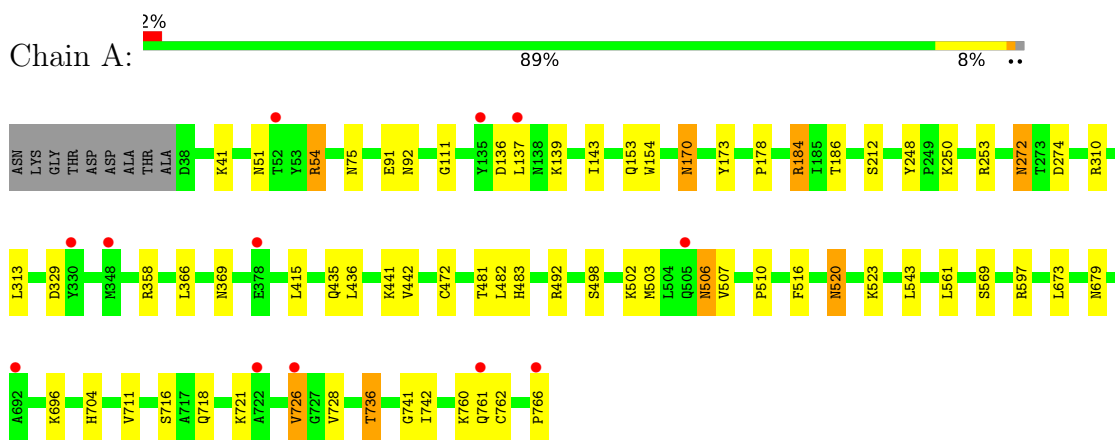 2%
Chain A:
89% 8% ••
ASN LYS GLY THR ASP ASP ALA THR ALA D38 K41 N51 T52 Y53 R54 N75 E91 N92 G111 Y135 D136 L137 N138 K139 I143 Q153 W154 N170 Y173 P178 R184 I185 T186 S212 Y248 P249 K250 R253 N272 T273 D274 R310
L313 D329 Y330 M348 R358 L366 N369 E378 L415 Q435 L436 K441 V442 C472 T481 L482 H483 R492 S498 K502 M503 L504 Q505 N506 V507 P510 F516 N520 K523 L543 L561 S569 R597 L673 N679
A692 K696 H704 V711 S716 A717 Q718 K721 A722 V726 G727 V728 T736 G741 I742 K760 Q761 C762 P766